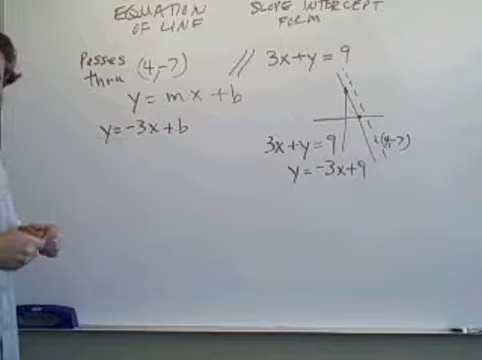 EQUATION OF LINE
SLOPE INTERCEPT FORM
Passes thru (4,-7) // 3x+y=9
y=mx+b
y=-3x+b
(4,-7)
3x+y=9
y=-3x+9